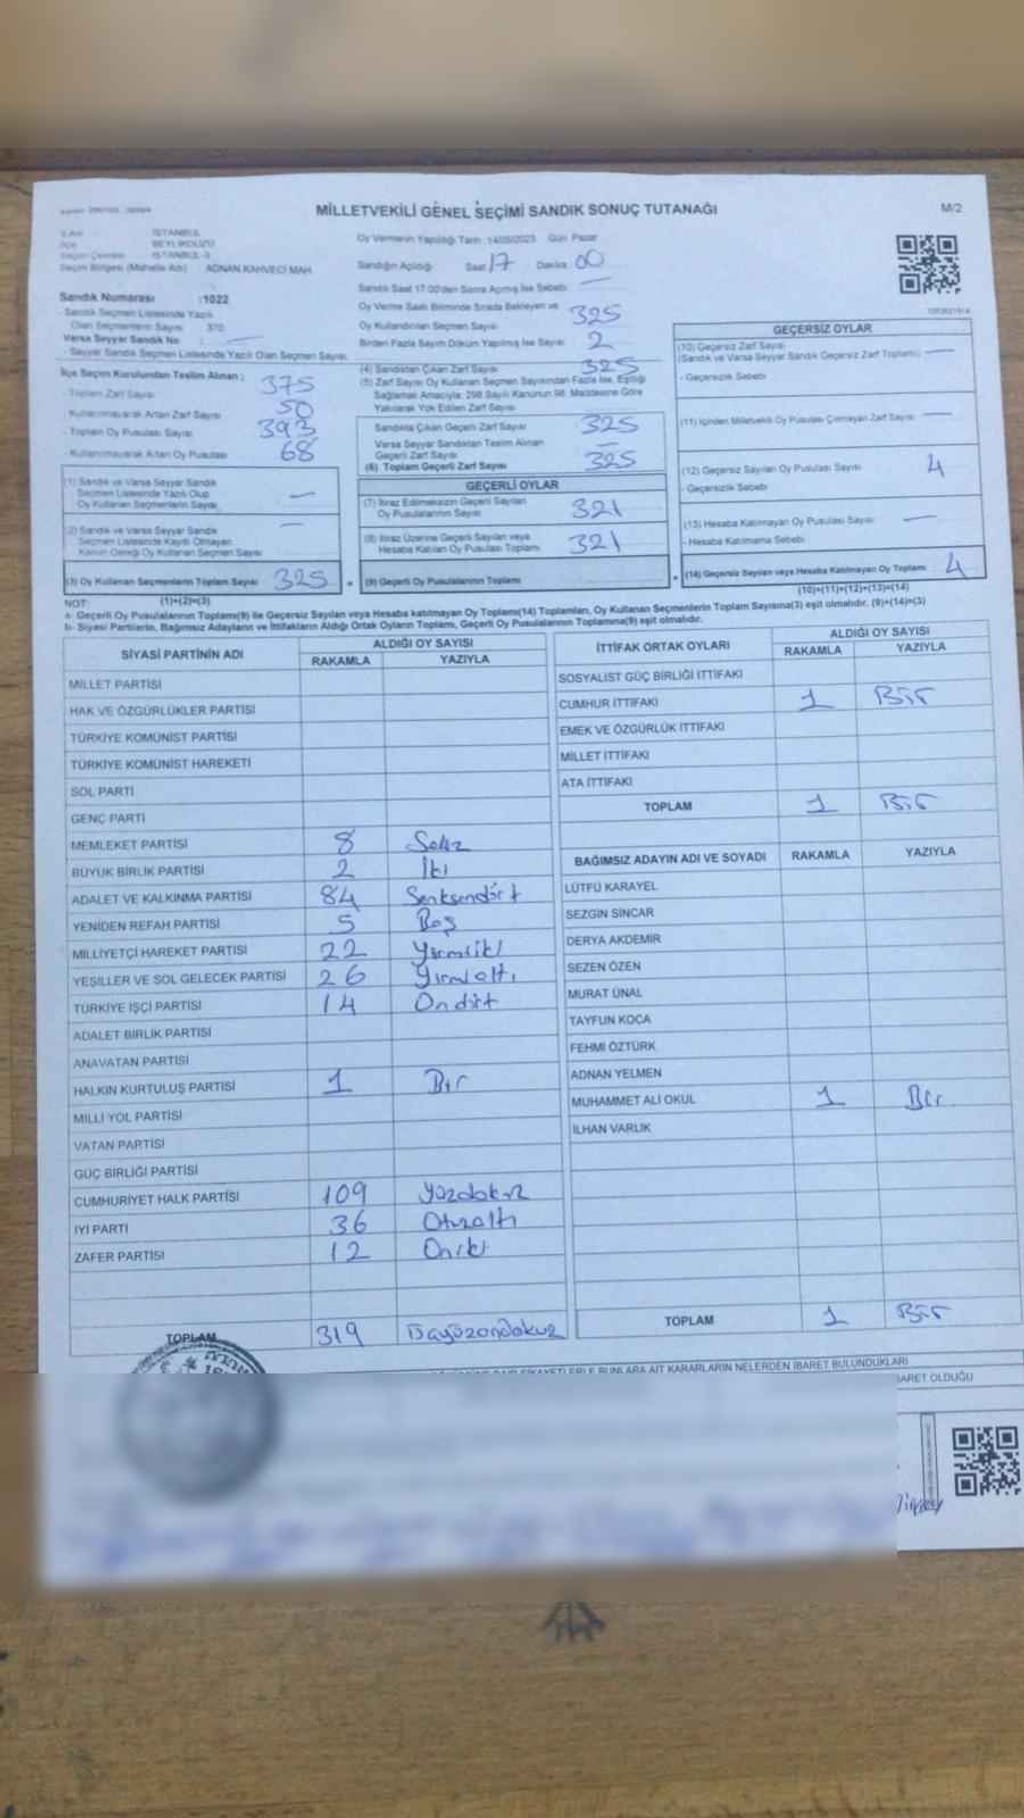 MİLLETVEKİLİ GENEL SEÇİMİ SANDIK SONUÇ TUTANAĞI
M/2
İSTANBUL
BEYLİKDÜZÜ
Seçim Bölgesi (Mahalle Adı) ADNAN KAHVECİ MAH
Oy Vermenin Yapıldığı Tarih :14/05/2023 Gün Pazar
Sandığın Açıldığı Saat 17 Dakika 00
Sandık Saat 17.00'den Sonra Açılmış İse Sebebi
Sandık Numarası :1022
Sandık Seçmen Listesinde Yazılı
Olan Seçmenlerin Sayısı 370
Versa Seyyar Sandık No
- Seyyar Sandık Seçmen Listesinde Yazılı Olan Seçmen Sayısı
Oy Verme Saati Bitiminde Sırada Bekleyen ve
Oy Kullandırılan Seçmen Sayısı 325
Birden Fazla Sayım Döküm Yapılmış İse Sayısı 2
İlçe Seçim Kurulundan Teslim Alınan :
- Toplam Zarf Sayısı 375
- Kullanılmayarak Artan Zarf Sayısı 50
- Toplam Oy Pusulası Sayısı 393
- Kullanılmayarak Artan Oy Pusulası 68
(4) Sandıktan Çıkan Zarf Sayısı 325
(5) Zarf Sayısı Oy Kullanan Seçmen Sayısından Fazla İse, Eşitliği
Sağlamak Amacıyla; 298 Sayılı Kanunun 98. Maddesine Göre
Yakılarak Yok Edilen Zarf Sayısı
Sandıkta Çıkan Geçerli Zarf Sayısı 325
Varsa Seyyar Sandıktan Teslim Alınan
Geçerli Zarf Sayısı
(6) Toplam Geçerli Zarf Sayısı 325
GEÇERLİ OYLAR
(7) İtiraz Edilmeksizin Geçerli Sayılan
Oy Pusulalarının Sayısı 321
(8) İtiraz Üzerine Geçerli Sayılan veya
Hesaba Katılan Oy Pusulası Toplamı 321
(9) Geçerli Oy Pusulalarının Toplamı
GEÇERSİZ OYLAR
(10) Geçersiz Zarf Sayısı
(Sandık ve Varsa Seyyar Sandık Geçersiz Zarf Toplamı)
- Geçersizlik Sebebi
(11) İçinden Milletvekili Oy Pusulası Çıkmayan Zarf Sayısı
(12) Geçersiz Sayılan Oy Pusulası Sayısı 4
- Geçersizlik Sebebi
(13) Hesaba Katılmayan Oy Pusulası Sayısı
- Hesaba Katılmama Sebebi
(14) Geçersiz Sayılan veya Hesaba Katılmayan Oy Toplamı 4
(10)+(11)+(12)+(13)=(14)
(1) Sandık ve Varsa Seyyar Sandık
Seçmen Listesinde Yazılı Olup
Oy Kullanan Seçmenlerin Sayısı
(2) Sandık ve Varsa Seyyar Sandık
Seçmen Listesinde Kayıtlı Olmayan
Kanun Gereği Oy Kullanan Seçmen Sayısı
(3) Oy Kullanan Seçmenlerin Toplam Sayısı 325
NOT: (1)+(2)=(3)
a- Geçerli Oy Pusulalarının Toplamı(9) ile Geçersiz Sayılan veya Hesaba katılmayan Oy Toplamı(14) Toplamları, Oy Kullanan Seçmenlerin Toplam Sayısına(3) eşit olmalıdır. (9)+(14)=(3)
b- Siyasi Partilerin, Bağımsız Adayların ve İttifakların Aldığı Ortak Oyların Toplamı, Geçerli Oy Pusulalarının Toplamına(9) eşit olmalıdır.
SİYASİ PARTİNİN ADI
ALDIĞI OY SAYISI
RAKAMLA YAZIYLA
MİLLET PARTİSİ
HAK VE ÖZGÜRLÜKLER PARTİSİ
TÜRKİYE KOMÜNİST PARTİSİ
TÜRKİYE KOMÜNİST HAREKETİ
SOL PARTİ
GENÇ PARTİ
MEMLEKET PARTİSİ 8 Sekiz
BÜYÜK BİRLİK PARTİSİ 2 İki
ADALET VE KALKINMA PARTİSİ 84 Senksendört
YENİDEN REFAH PARTİSİ 5 Beş
MİLLİYETÇİ HAREKET PARTİSİ 22 Yirmiiki
YEŞİLLER VE SOL GELECEK PARTİSİ 26 Yirmialtı
TÜRKİYE İŞÇİ PARTİSİ 14 Ondört
ADALET BİRLİK PARTİSİ
ANAVATAN PARTİSİ
HALKIN KURTULUŞ PARTİSİ 1 Bir
MİLLİ YOL PARTİSİ
VATAN PARTİSİ
GÜÇ BİRLİĞİ PARTİSİ
CUMHURİYET HALK PARTİSİ 109 Yüzdokuz
İYİ PARTİ 36 Otuzaltı
ZAFER PARTİSİ 12 Oniki
TOPLAM 319 Üçyüzondokuz
İTTİFAK ORTAK OYLARI
ALDIĞI OY SAYISI
RAKAMLA YAZIYLA
SOSYALİST GÜÇ BİRLİĞİ İTTİFAKI
CUMHUR İTTİFAKI 1 Bir
EMEK VE ÖZGÜRLÜK İTTİFAKI
MİLLET İTTİFAKI
ATA İTTİFAKI
TOPLAM 1 Bir
BAĞIMSIZ ADAYIN ADI VE SOYADI RAKAMLA YAZIYLA
LÜTFÜ KARAYEL
SEZGİN SİNCAR
DERYA AKDEMİR
SEZEN ÖZEN
MURAT ÜNAL
TAYFUN KOCA
FEHMİ ÖZTÜRK
ADNAN YELMEN
MUHAMMET ALİ OKUL 1 Bir
İLHAN VARLIK
TOPLAM 1 Bir
BUNLARA AİT KARARLARIN NELERDEN İBARET BULUNDUKLARI
İBARET OLDUĞU